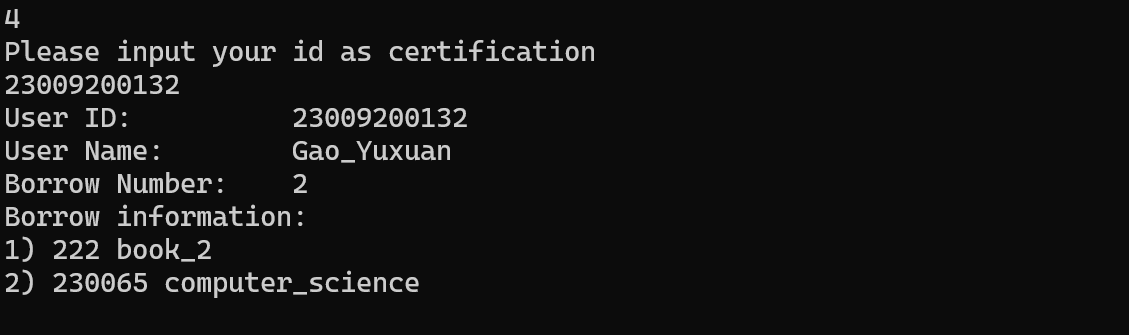 4
Please input your id as certification
23009200132
User ID:          23009200132
User Name:        Gao_Yuxuan
Borrow Number:    2
Borrow information:
1) 222 book_2
2) 230065 computer_science